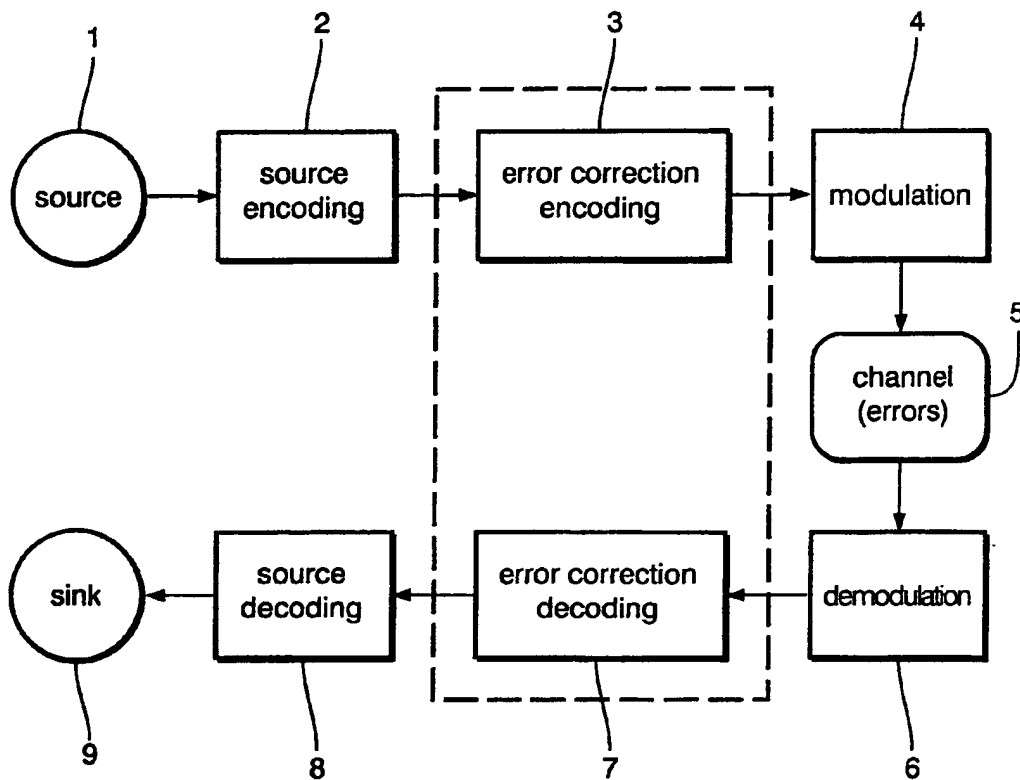 1
2
3
4
source
source
encoding
error correction
encoding
modulation
5
channel
(errors)
sink
source
decoding
error correction
decoding
demodulation
9
8
7
6